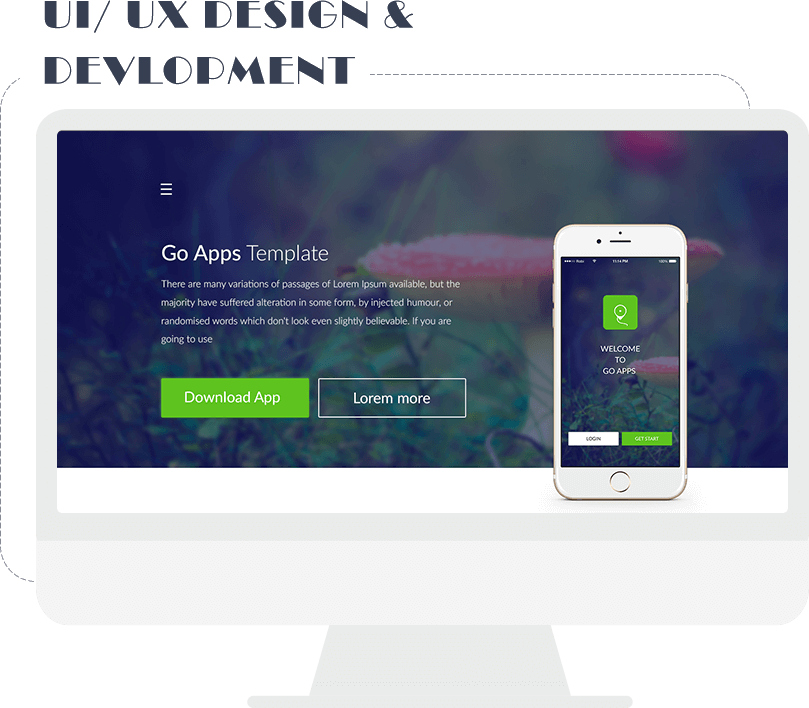 UI/ UX DESIGN &
DEVLOPMENT
Go Apps Template
There are many variations of passages of Lorem Ipsum available, but the
majority have suffered alteration in some form, by injected humour, or
randomised words which don't look even slightly believable. If you are
going to use
Download App
Lorem more
11:14 PM
100%
WELCOME
TO
GO APPS
LOGIN
GET START